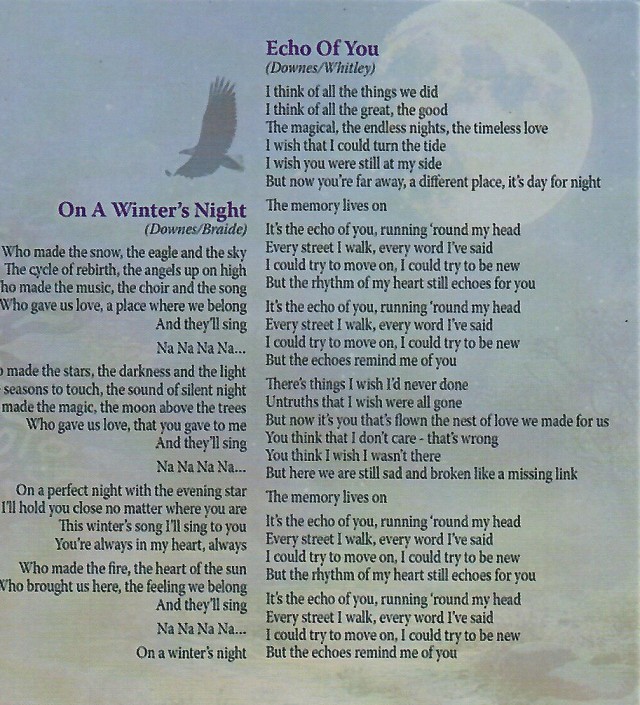 On A Winter's Night
(Downes/Braide)
Who made the snow, the eagle and the sky
The cycle of rebirth, the angels up on high
made the music, the choir and the song
Who gave us love, a place where we belong
And they'll sing
Na Na Na Na...
made the stars, the darkness and the light
seasons to touch, the sound of silent night
made the magic, the moon above the trees
Who gave us love, that you gave to me
And they'll sing
Na Na Na Na...
On a perfect night with the evening star
I'll hold you close no matter where you are
This winter's song I'll sing to you
You're always in my heart, always
Who made the fire, the heart of the sun
Who brought us here, the feeling we belong
And they'll sing
Na Na Na Na...
On a winter's night
Echo Of You
(Downes/Whitley)
I think of all the things we did
I think of all the great, the good
The magical, the endless nights, the timeless love
I wish that I could turn the tide
I wish you were still at my side
But now you're far away, a different place, it's day for night
The memory lives on
It's the echo of you, running 'round my head
Every street I walk, every word I've said
I could try to move on, I could try to be new
But the rhythm of my heart still echoes for you
It's the echo of you, running 'round my head
Every street I walk, every word I've said
I could try to move on, I could try to be new
But the echoes remind me of you
There's things I wish I'd never done
Untruths that I wish were all gone
But now it's you that's flown the nest of love we made for us
You think that I don't care - that's wrong
You think I wish I wasn't there
But here we are still sad and broken like a missing link
The memory lives on
It's the echo of you, running 'round my head
Every street I walk, every word I've said
I could try to move on, I could try to be new
But the rhythm of my heart still echoes for you
It's the echo of you, running 'round my head
Every street I walk, every word I've said
I could try to move on, I could try to be new
But the echoes remind me of you